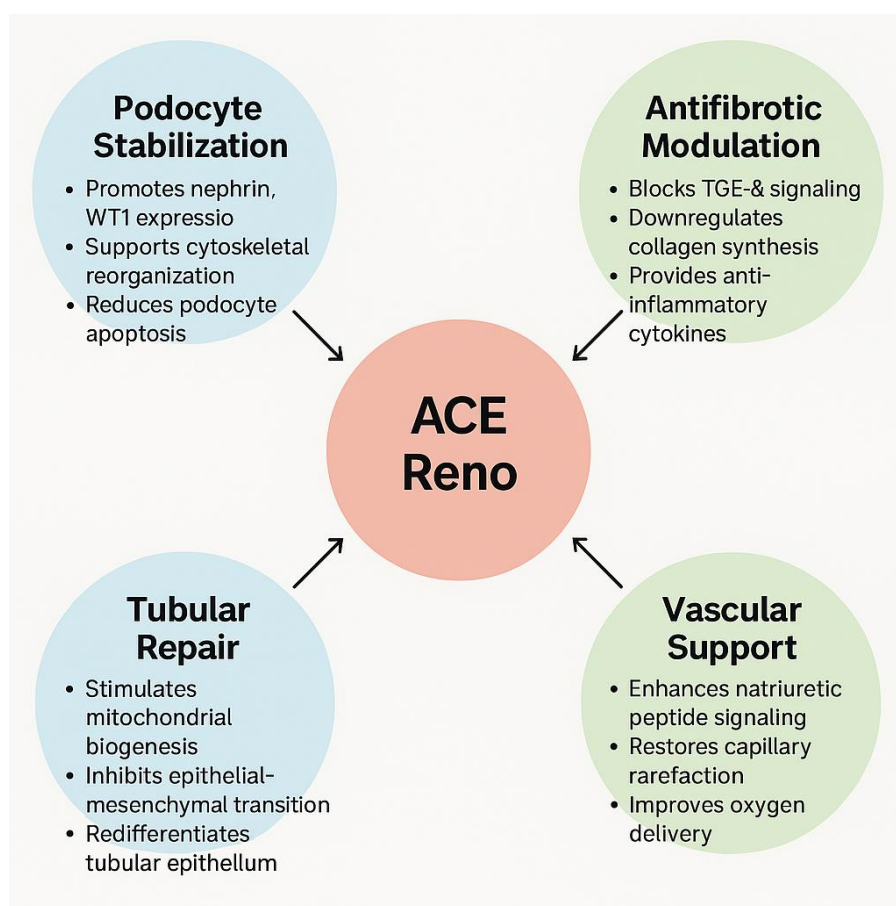 Podocyte
Stabilization
• Promotes nephrin,
WT1 expressio
• Supports cytoskeletal
reorganization
• Reduces podocyte
apoptosis
Antifibrotic
Modulation
• Blocks TGE-& signaling
• Downregulates
collagen synthesis
• Provides anti-
inflammatory
cytokines
ACE
Reno
Tubular
Repair
• Stimulates
mitochondrial
biogenesis
• Inhibits epithelial-
mesenchymal transition
• Redifferentiates
tubular epithellum
Vascular
Support
• Enhances natriuretic
peptide signaling
• Restores capillary
rarefaction
• Improves oxygen
delivery